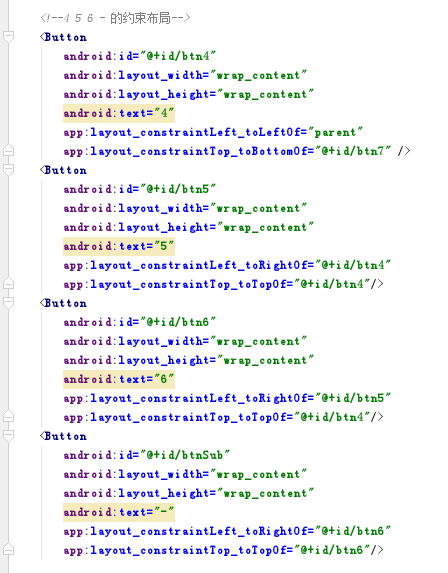 <!--4 5 6 - 的约束布局-->
<Button
android:id="@+id/btn4"
android:layout_width="wrap_content"
android:layout_height="wrap_content"
android:text="4"
app:layout_constraintLeft_toLeftOf="parent"
app:layout_constraintTop_toBottomOf="@+id/btn7" />
<Button
android:id="@+id/btn5"
android:layout_width="wrap_content"
android:layout_height="wrap_content"
android:text="5"
app:layout_constraintLeft_toRightOf="@+id/btn4"
app:layout_constraintTop_toTopOf="@+id/btn4"/>
<Button
android:id="@+id/btn6"
android:layout_width="wrap_content"
android:layout_height="wrap_content"
android:text="6"
app:layout_constraintLeft_toRightOf="@+id/btn5"
app:layout_constraintTop_toTopOf="@+id/btn4"/>
<Button
android:id="@+id/btnSub"
android:layout_width="wrap_content"
android:layout_height="wrap_content"
android:text="-"
app:layout_constraintLeft_toRightOf="@+id/btn6"
app:layout_constraintTop_toTopOf="@+id/btn6"/>